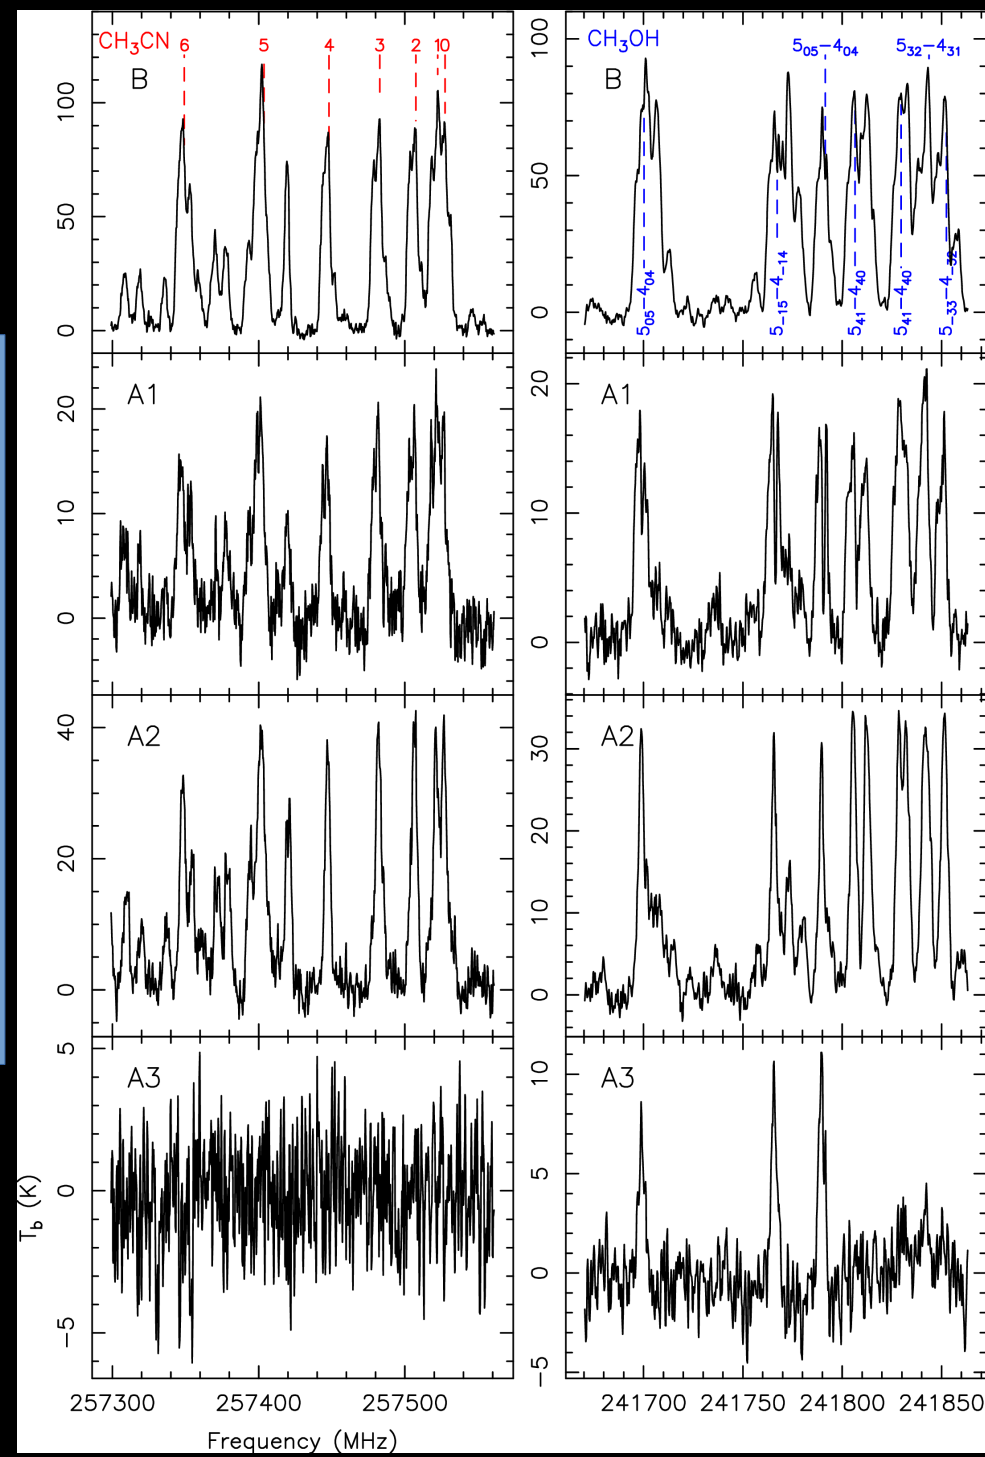 CH₃CN 6 5 4 3 2 10
B
100
50
0
CH₃OH 5₀₅−4₀₄ 5₃₂−4₃₁
B
100
50
0
5₀₅−4₀₄ 5₋₁₅−4₋₁₄ 5₄₁−4₄₀ 5₄₁−4₄₀ 5₋₃₃−4₋₃₂
A1
20
10
0
A1
20
10
0
A2
40
20
0
A2
30
20
10
0
A3
5
0
−5
A3
10
5
0
−5
T_b (K)
257300 257400 257500
241700 241750 241800 241850
Frequency (MHz)